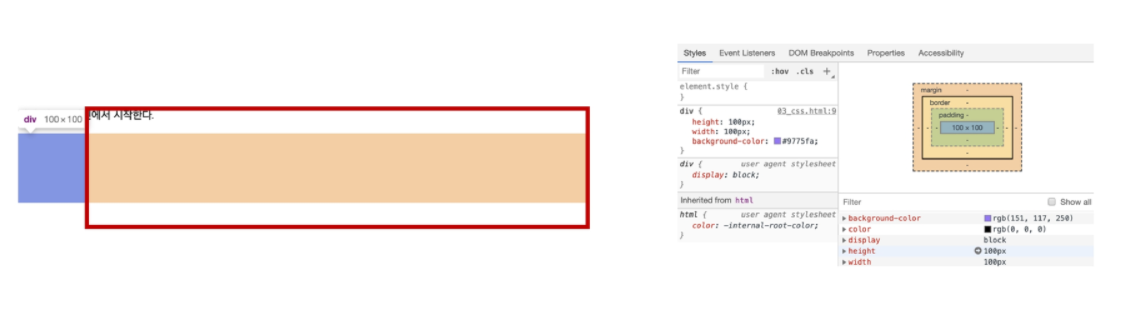 div 100×100
에서 시작한다.
Styles Event Listeners DOM Breakpoints Properties Accessibility
Filter :hov .cls +
element.style {
}
div { 03_css.html:9
height: 100px;
width: 100px;
background-color: #9775fa;
}
div { user agent stylesheet
display: block;
}
Inherited from html
html { user agent stylesheet
color: -internal-root-color;
}
margin -
border -
padding -
- - - 100 × 100 - - -
-
-
-
Filter Show all
background-color rgb(151, 117, 250)
color rgb(0, 0, 0)
display block
height 100px
width 100px